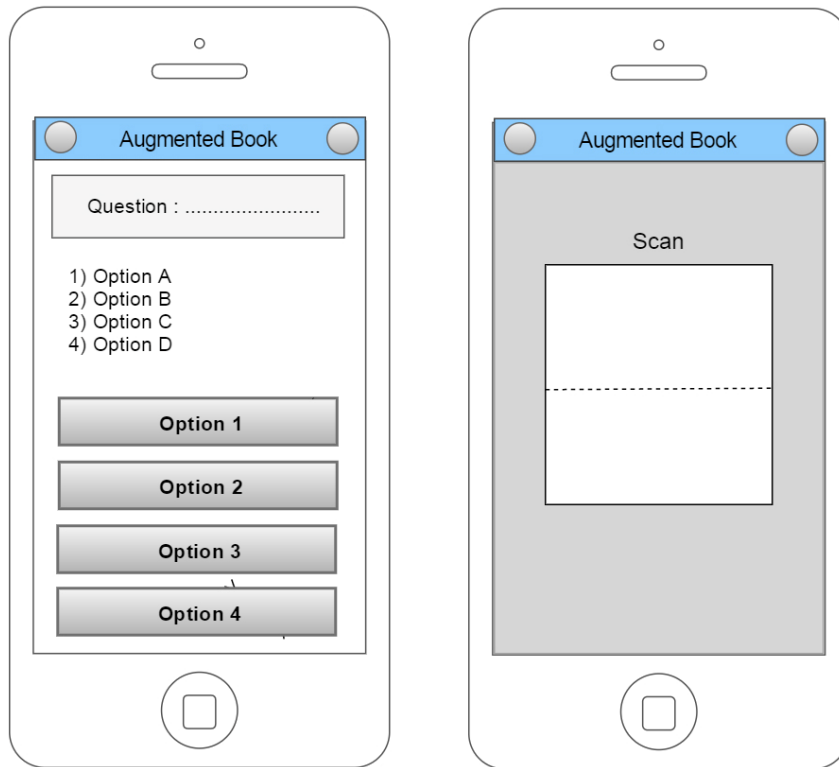 Augmented Book
Question : ........................
1) Option A
2) Option B
3) Option C
4) Option D
Option 1
Option 2
Option 3
Option 4
Augmented Book
Scan